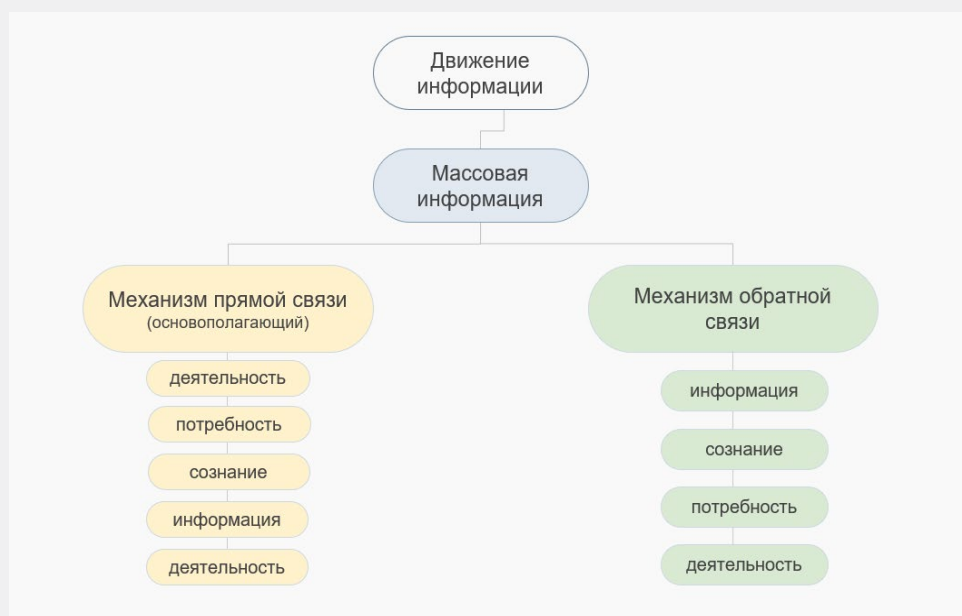 Движение
информации
Массовая
информация
Механизм прямой связи
(основополагающий)
деятельность
потребность
сознание
информация
деятельность
Механизм обратной
связи
информация
сознание
потребность
деятельность